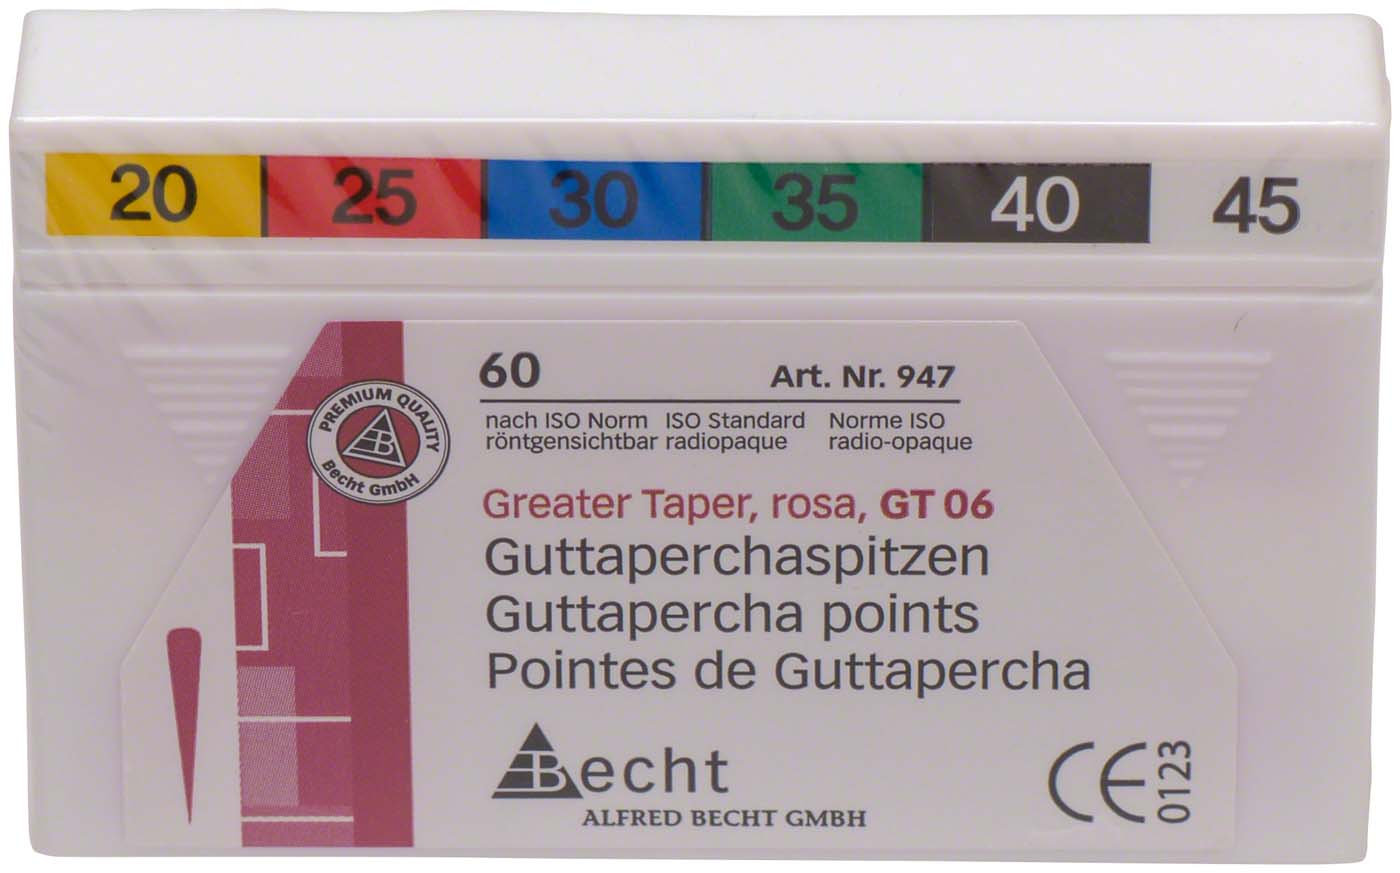 20 25 30 35 40 45
60 Art. Nr. 947
nach ISO Norm ISO Standard Norme ISO
röntgensichtbar radiopaque radio-opaque
PREMIUM QUALITY
B
Becht GmbH
Greater Taper, rosa, GT 06
Guttaperchaspitzen
Guttapercha points
Pointes de Guttapercha
Becht
ALFRED BECHT GMBH
CE 0123